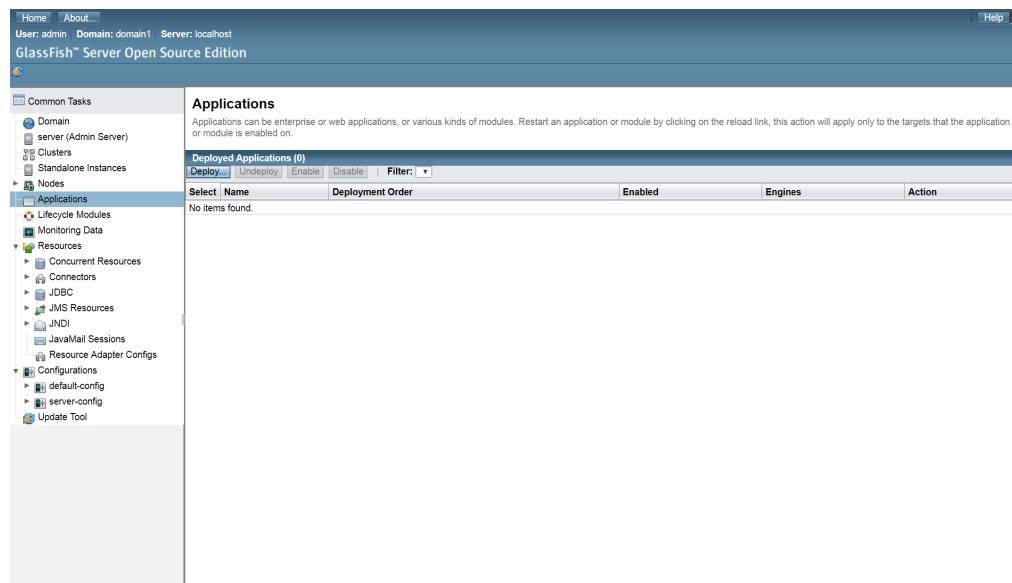 Home About... Help
User: admin Domain: domain1 Server: localhost
GlassFish™ Server Open Source Edition
Common Tasks
Domain
server (Admin Server)
Clusters
Standalone Instances
Nodes
Applications
Lifecycle Modules
Monitoring Data
Resources
Concurrent Resources
Connectors
JDBC
JMS Resources
JNDI
JavaMail Sessions
Resource Adapter Configs
Configurations
default-config
server-config
Update Tool
Applications
Applications can be enterprise or web applications, or various kinds of modules. Restart an application or module by clicking on the reload link, this action will apply only to the targets that the application
or module is enabled on.
Deployed Applications (0)
Deploy... Undeploy Enable Disable | Filter:
Select Name Deployment Order Enabled Engines Action
No items found.